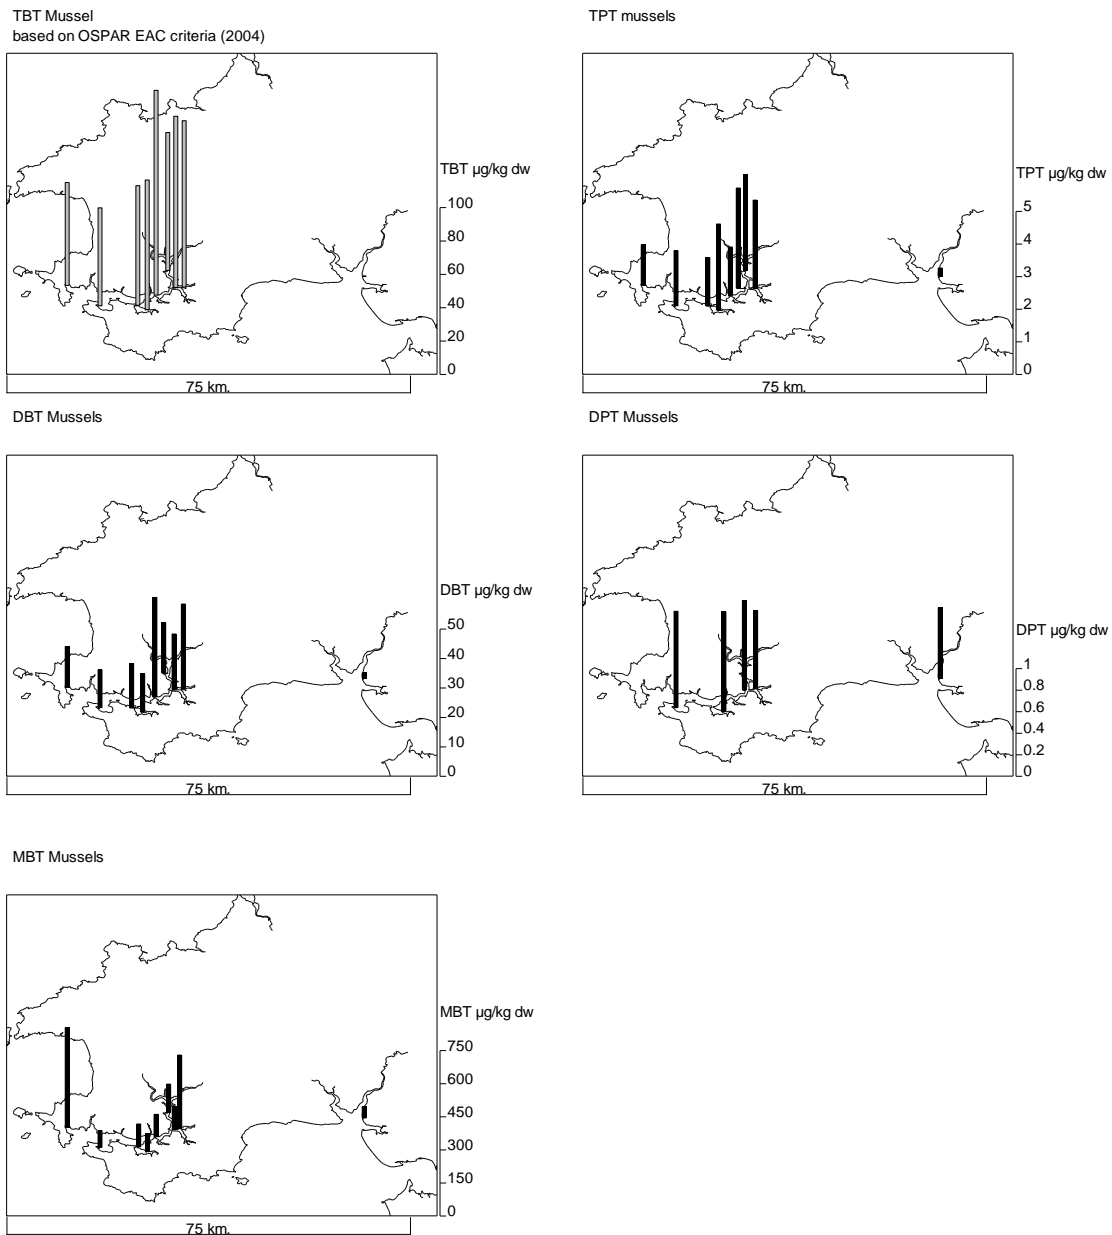 TBT Mussel
based on OSPAR EAC criteria (2004)
TBT µg/kg dw
100
80
60
40
20
0
75 km.
TPT mussels
TPT µg/kg dw
5
4
3
2
1
0
75 km.
DBT Mussels
DBT µg/kg dw
50
40
30
20
10
0
75 km.
DPT Mussels
DPT µg/kg dw
1
0.8
0.6
0.4
0.2
0
75 km.
MBT Mussels
MBT µg/kg dw
750
600
450
300
150
0
75 km.